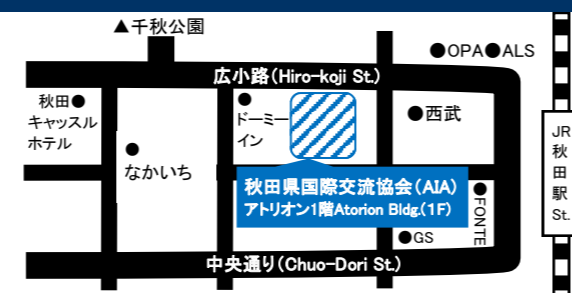 ▲千秋公園
●OPA●ALS
広小路(Hiro-koji St.)
秋田●
キャッスル
ホテル
●
なかいち
●
ドーミー
イン
●西武
JR
秋
田
駅
St.
秋田県国際交流協会(AIA)
アトリオン1階Atorion Bldg.(1F)
●FONTE
●GS
中央通り(Chuo-Dori St.)